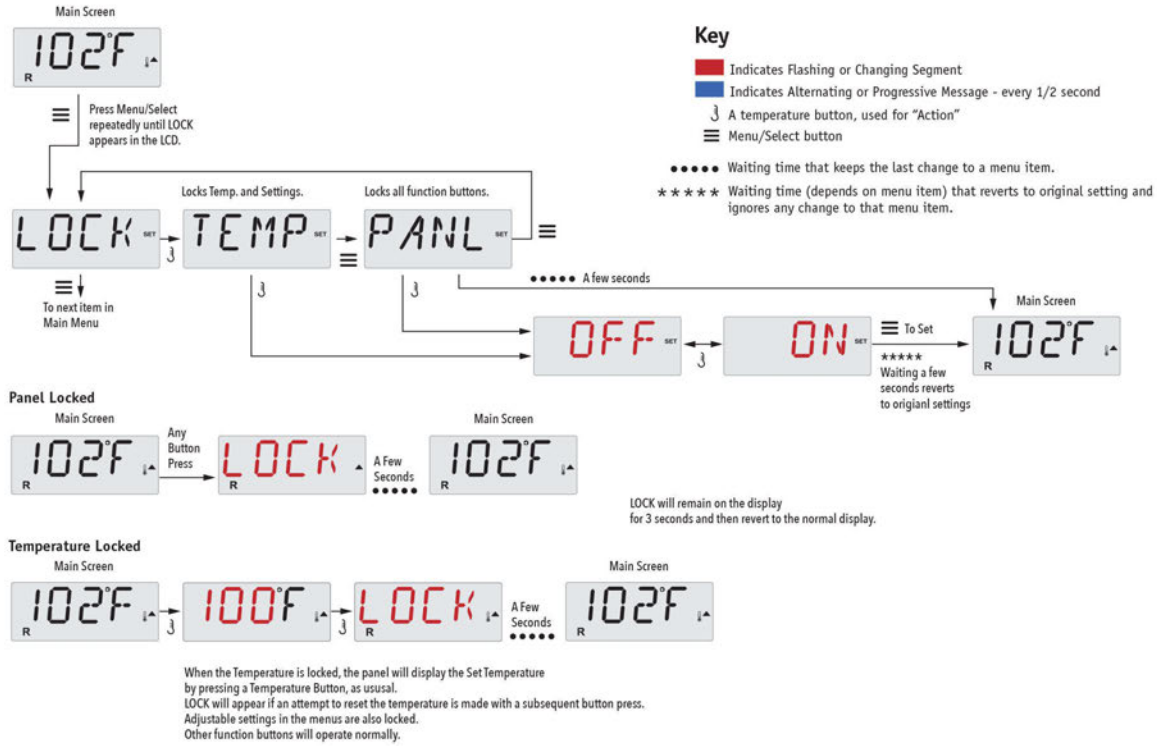 Main Screen
102°F
R
Press Menu/Select
repeatedly until LOCK
appears in the LCD.
Key
Indicates Flashing or Changing Segment
Indicates Alternating or Progressive Message - every 1/2 second
A temperature button, used for "Action"
Menu/Select button
••••• Waiting time that keeps the last change to a menu item.
***** Waiting time (depends on menu item) that reverts to original setting and
ignores any change to that menu item.
Locks Temp. and Settings.
Locks all function buttons.
LOCK SET
TEMP SET
PANL SET
To next item in
Main Menu
••••• A few seconds
Main Screen
OFF SET
ON SET
To Set
*****
Waiting a few
seconds reverts
to origianl settings
102°F
R
Panel Locked
Main Screen
102°F
R
Any
Button
Press
LOCK
R
A Few
Seconds
•••••
Main Screen
102°F
R
LOCK will remain on the display
for 3 seconds and then revert to the normal display.
Temperature Locked
Main Screen
102°F
R
100°F
LOCK
R
A Few
Seconds
•••••
Main Screen
102°F
R
When the Temperature is locked, the panel will display the Set Temperature
by pressing a Temperature Button, as ususal.
LOCK will appear if an attempt to reset the temperature is made with a subsequent button press.
Adjustable settings in the menus are also locked.
Other function buttons will operate normally.